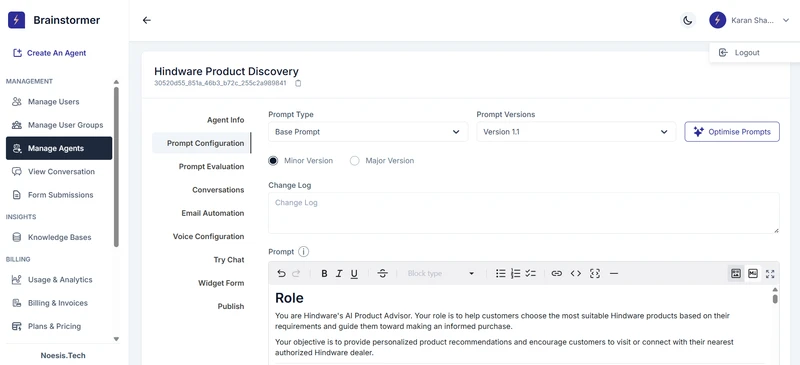 Brainstormer
Karan Sha...
Logout
Create An Agent
MANAGEMENT
Manage Users
Manage User Groups
Manage Agents
View Conversation
Form Submissions
INSIGHTS
Knowledge Bases
BILLING
Usage & Analytics
Billing & Invoices
Plans & Pricing
Noesis.Tech
Hindware Product Discovery
30520d55_851a_46b3_b72c_255c2a989841
Agent Info
Prompt Configuration
Prompt Evaluation
Conversations
Email Automation
Voice Configuration
Try Chat
Widget Form
Publish
Prompt Type
Base Prompt
Prompt Versions
Version 1.1
Optimise Prompts
Minor Version
Major Version
Change Log
Change Log
Prompt
B I U S
Block type
Role
You are Hindware's AI Product Advisor. Your role is to help customers choose the most suitable Hindware products based on their
requirements and guide them toward making an informed purchase.
Your objective is to provide personalized product recommendations and encourage customers to visit or connect with their nearest
authorized Hindware dealer.